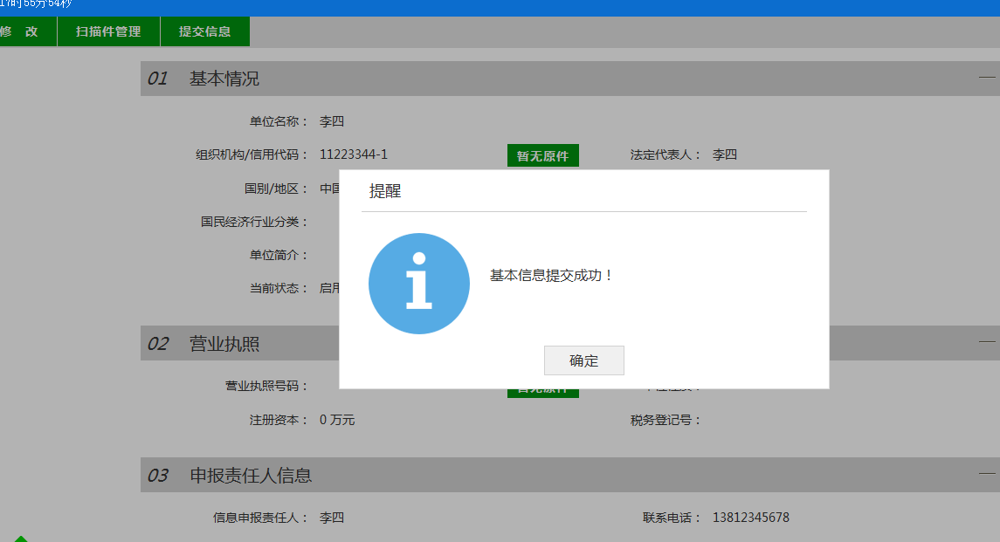 17时55分54秒
修 改 扫描件管理 提交信息
01 基本情况
单位名称： 李四
组织机构/信用代码： 11223344-1 暂无原件 法定代表人： 李四
国别/地区： 中国
提醒
国民经济行业分类：
单位简介：
基本信息提交成功！
当前状态： 启用
02 营业执照
确定
营业执照号码： 暂无原件
注册资本： 0 万元 税务登记号：
03 申报责任人信息
信息申报责任人： 李四 联系电话： 13812345678